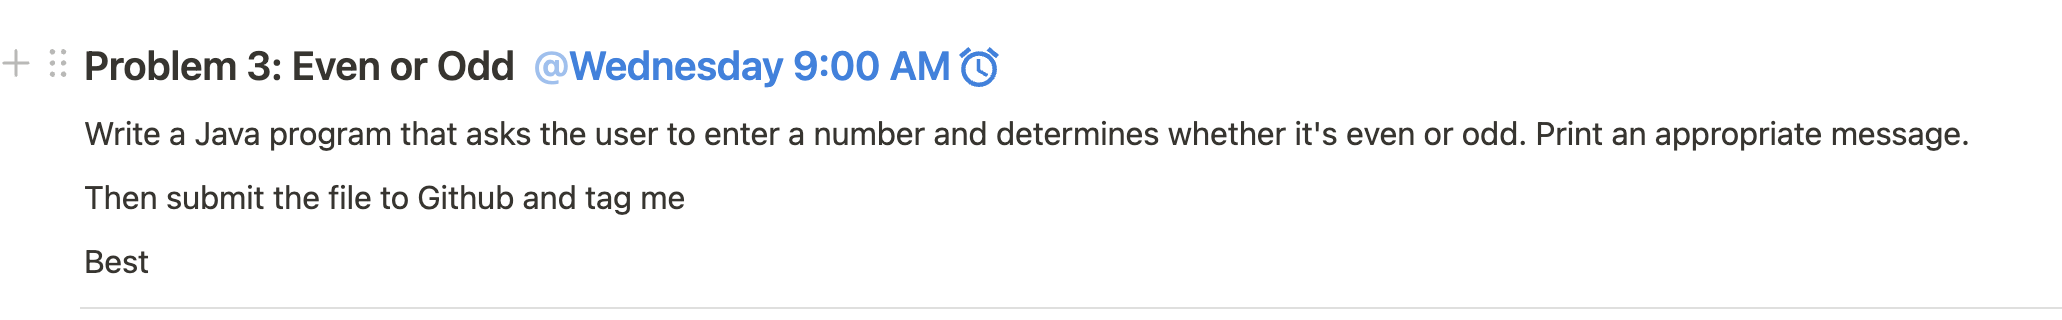 Problem 3: Even or Odd @Wednesday 9:00 AM
Write a Java program that asks the user to enter a number and determines whether it's even or odd. Print an appropriate message.
Then submit the file to Github and tag me
Best